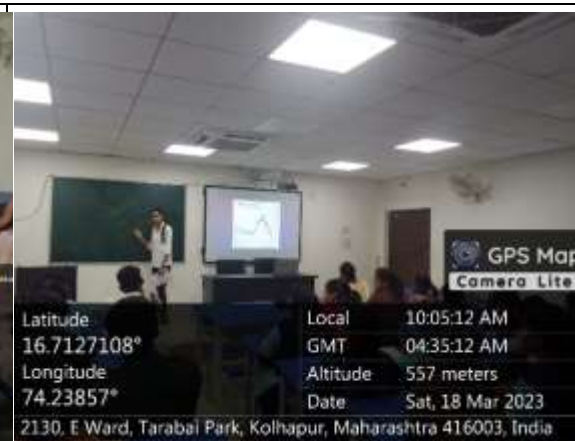 GPS Map
Camera Lite
Latitude
16.7127108°
Longitude
74.23857°
Local 10:05:12 AM
GMT 04:35:12 AM
Altitude 557 meters
Date Sat, 18 Mar 2023
2130, E Ward, Tarabai Park, Kolhapur, Maharashtra 416003, India